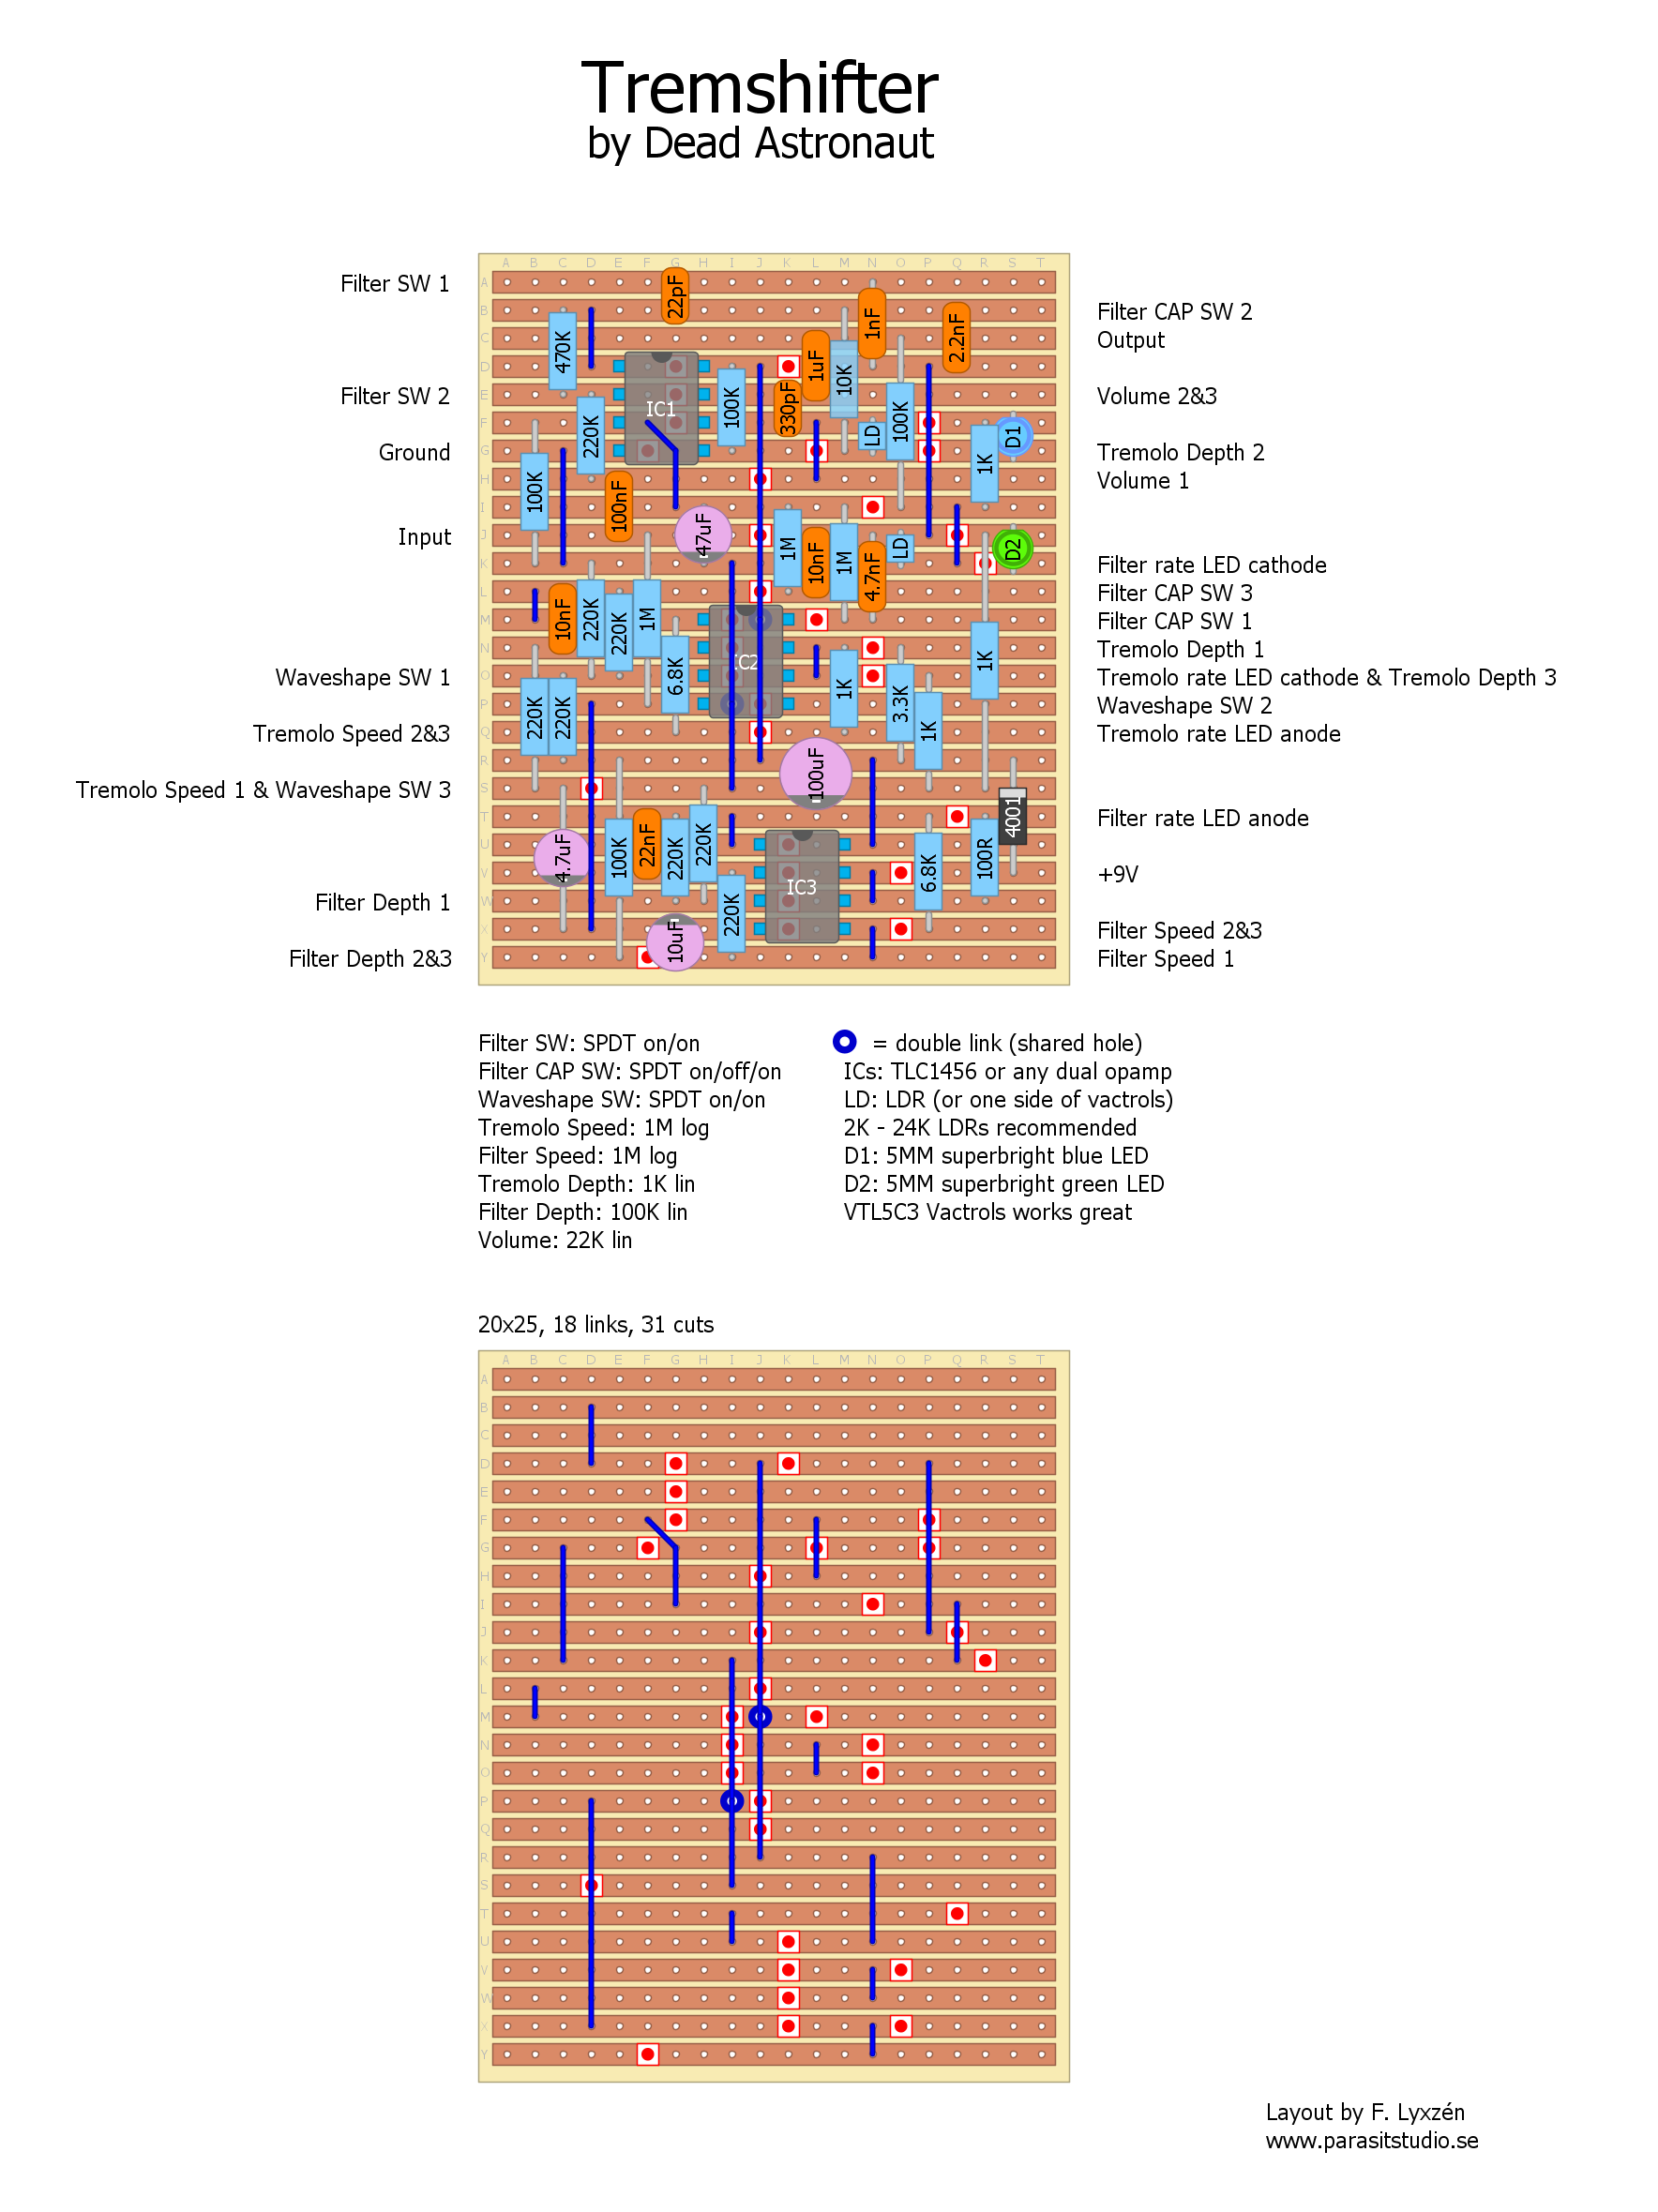 Tremshifter
by Dead Astronaut
A B C D E F G H I J K L M N O P Q R S T
A
B
C
D
E
F
G
H
I
J
K
L
M
N
O
P
Q
R
S
T
U
V
W
X
Y
Filter SW 1
Filter SW 2
Ground
Input
Waveshape SW 1
Tremolo Speed 2&3
Tremolo Speed 1 & Waveshape SW 3
Filter Depth 1
Filter Depth 2&3
22pF
1nF
2.2nF
470K
1uF
10K
330pF
100K
IC1
220K
LD
100K
D1
1K
100K
100nF
47uF
1M
10nF
1M
4.7nF
LD
D2
10nF
220K
220K
1M
6.8K
IC2
1K
3.3K
1K
1K
220K
220K
100uF
4001
4.7uF
100K
22nF
220K
220K
220K
IC3
6.8K
100R
10uF
Filter CAP SW 2
Output
Volume 2&3
Tremolo Depth 2
Volume 1
Filter rate LED cathode
Filter CAP SW 3
Filter CAP SW 1
Tremolo Depth 1
Tremolo rate LED cathode & Tremolo Depth 3
Waveshape SW 2
Tremolo rate LED anode
Filter rate LED anode
+9V
Filter Speed 2&3
Filter Speed 1
Filter SW: SPDT on/on
Filter CAP SW: SPDT on/off/on
Waveshape SW: SPDT on/on
Tremolo Speed: 1M log
Filter Speed: 1M log
Tremolo Depth: 1K lin
Filter Depth: 100K lin
Volume: 22K lin
= double link (shared hole)
ICs: TLC1456 or any dual opamp
LD: LDR (or one side of vactrols)
2K - 24K LDRs recommended
D1: 5MM superbright blue LED
D2: 5MM superbright green LED
VTL5C3 Vactrols works great
20x25, 18 links, 31 cuts
A B C D E F G H I J K L M N O P Q R S T
A
B
C
D
E
F
G
H
I
J
K
L
M
N
O
P
Q
R
S
T
U
V
W
X
Y
Layout by F. Lyxzén
www.parasitstudio.se